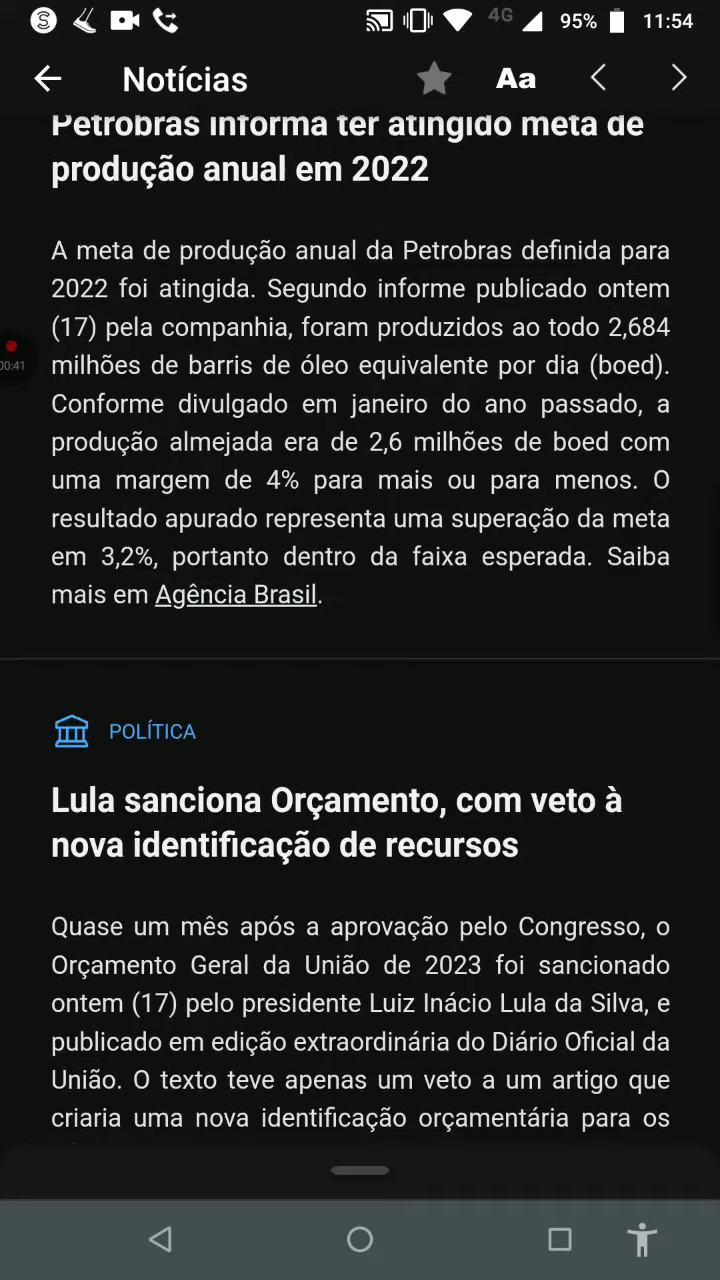 4G 95% 11:54
Notícias Aa
Petrobras informa ter atingido meta de
produção anual em 2022
A meta de produção anual da Petrobras definida para
2022 foi atingida. Segundo informe publicado ontem
(17) pela companhia, foram produzidos ao todo 2,684
00:41
milhões de barris de óleo equivalente por dia (boed).
Conforme divulgado em janeiro do ano passado, a
produção almejada era de 2,6 milhões de boed com
uma margem de 4% para mais ou para menos. O
resultado apurado representa uma superação da meta
em 3,2%, portanto dentro da faixa esperada. Saiba
mais em Agência Brasil.
POLÍTICA
Lula sanciona Orçamento, com veto à
nova identificação de recursos
Quase um mês após a aprovação pelo Congresso, o
Orçamento Geral da União de 2023 foi sancionado
ontem (17) pelo presidente Luiz Inácio Lula da Silva, e
publicado em edição extraordinária do Diário Oficial da
União. O texto teve apenas um veto a um artigo que
criaria uma nova identificação orçamentária para os